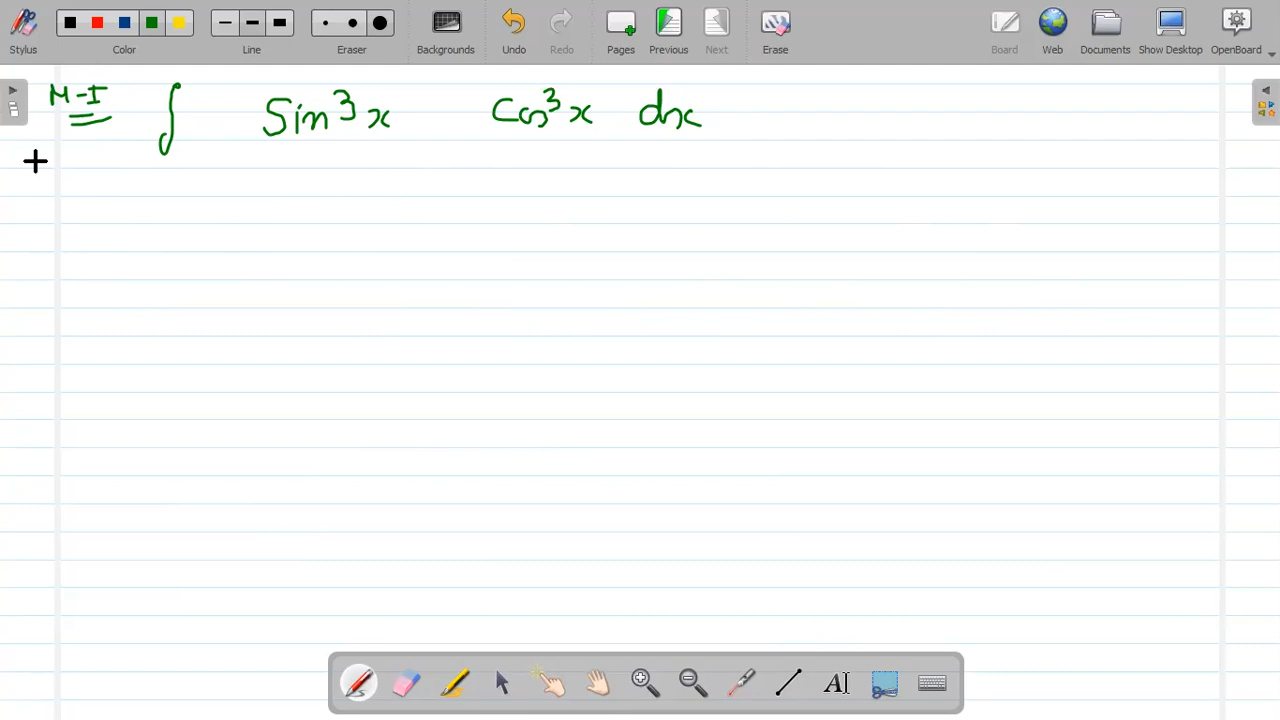 Stylus Color Line Eraser Backgrounds Undo Redo Pages Previous Next Erase Board Web Documents Show Desktop OpenBoard
M-I ∫ Sin³x Cos³x dx